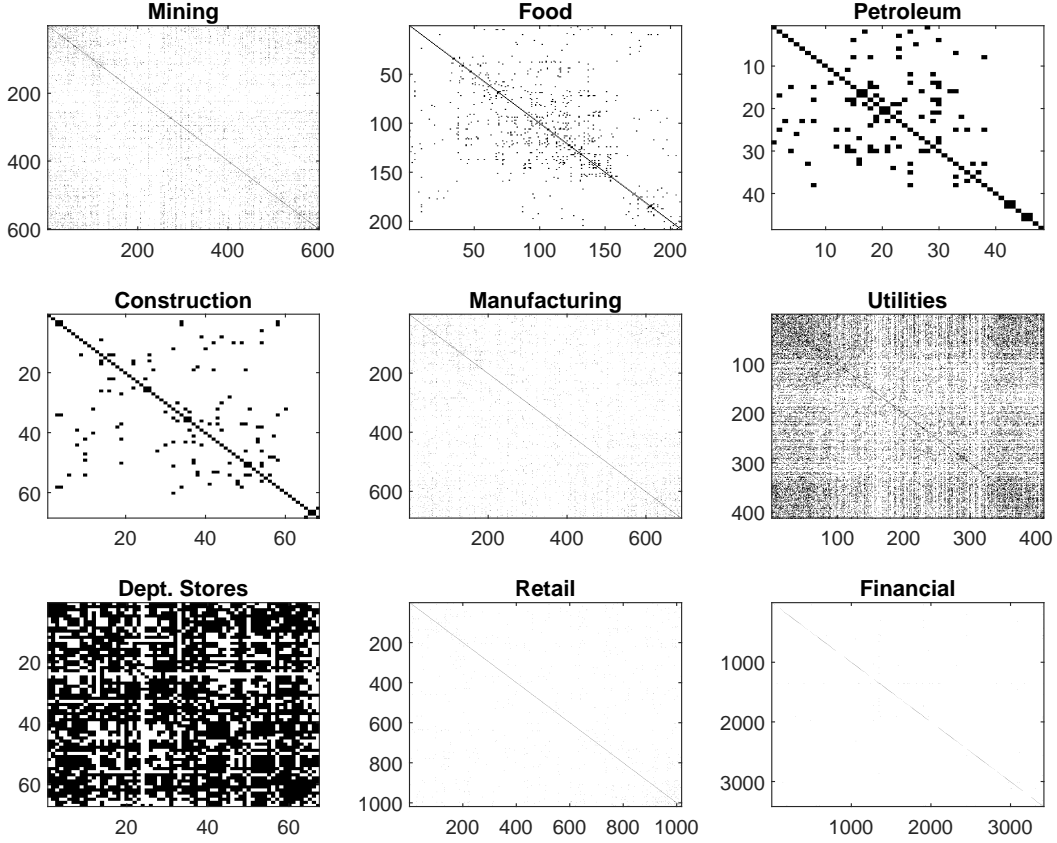 Mining
200
400
600
200 400 600
Food
50
100
150
200
50 100 150 200
Petroleum
10
20
30
40
10 20 30 40
Construction
20
40
60
20 40 60
Manufacturing
200
400
600
200 400 600
Utilities
100
200
300
400
100 200 300 400
Dept. Stores
20
40
60
20 40 60
Retail
200
400
600
800
1000
200 400 600 800 1000
Financial
1000
2000
3000
1000 2000 3000